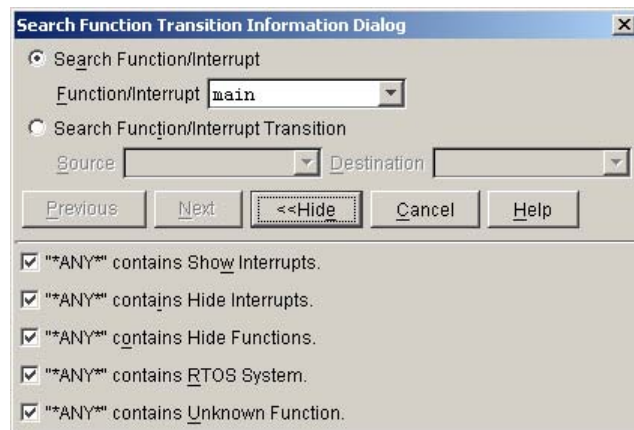 Search Function Transition Information Dialog
Search Function/Interrupt
Function/Interrupt main
Search Function/Interrupt Transition
Source Destination
Previous Next <<Hide Cancel Help
"*ANY*" contains Show Interrupts.
"*ANY*" contains Hide Interrupts.
"*ANY*" contains Hide Functions.
"*ANY*" contains RTOS System.
"*ANY*" contains Unknown Function.